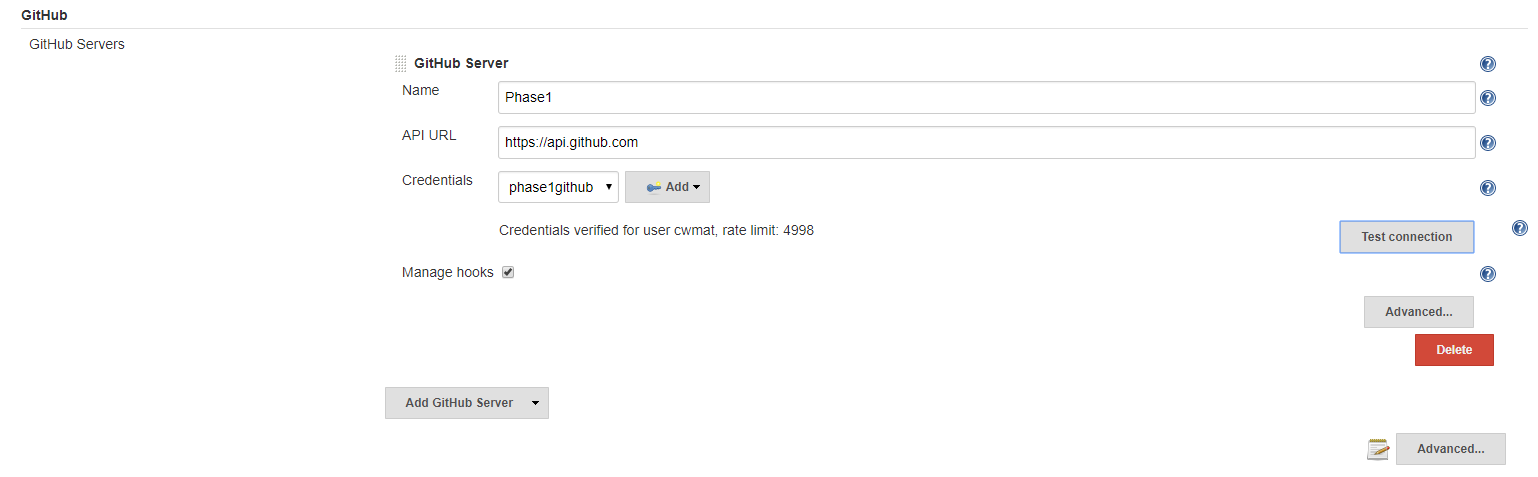 GitHub
GitHub Servers
GitHub Server
Name
Phase1
API URL
https://api.github.com
Credentials
phase1github
Add
Credentials verified for user cwmat, rate limit: 4998
Test connection
Manage hooks
Advanced...
Delete
Add GitHub Server
Advanced...